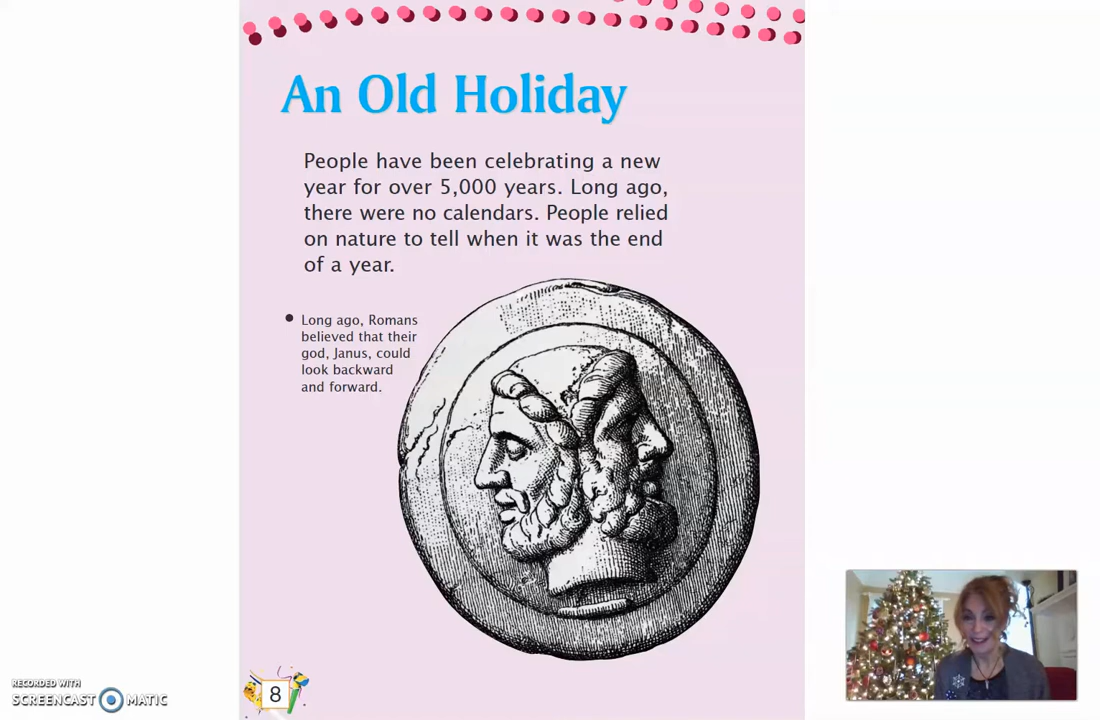 An Old Holiday
People have been celebrating a new
year for over 5,000 years. Long ago,
there were no calendars. People relied
on nature to tell when it was the end
of a year.
Long ago, Romans
believed that their
god, Janus, could
look backward
and forward.
8
RECORDED WITH
SCREENCAST MATIC